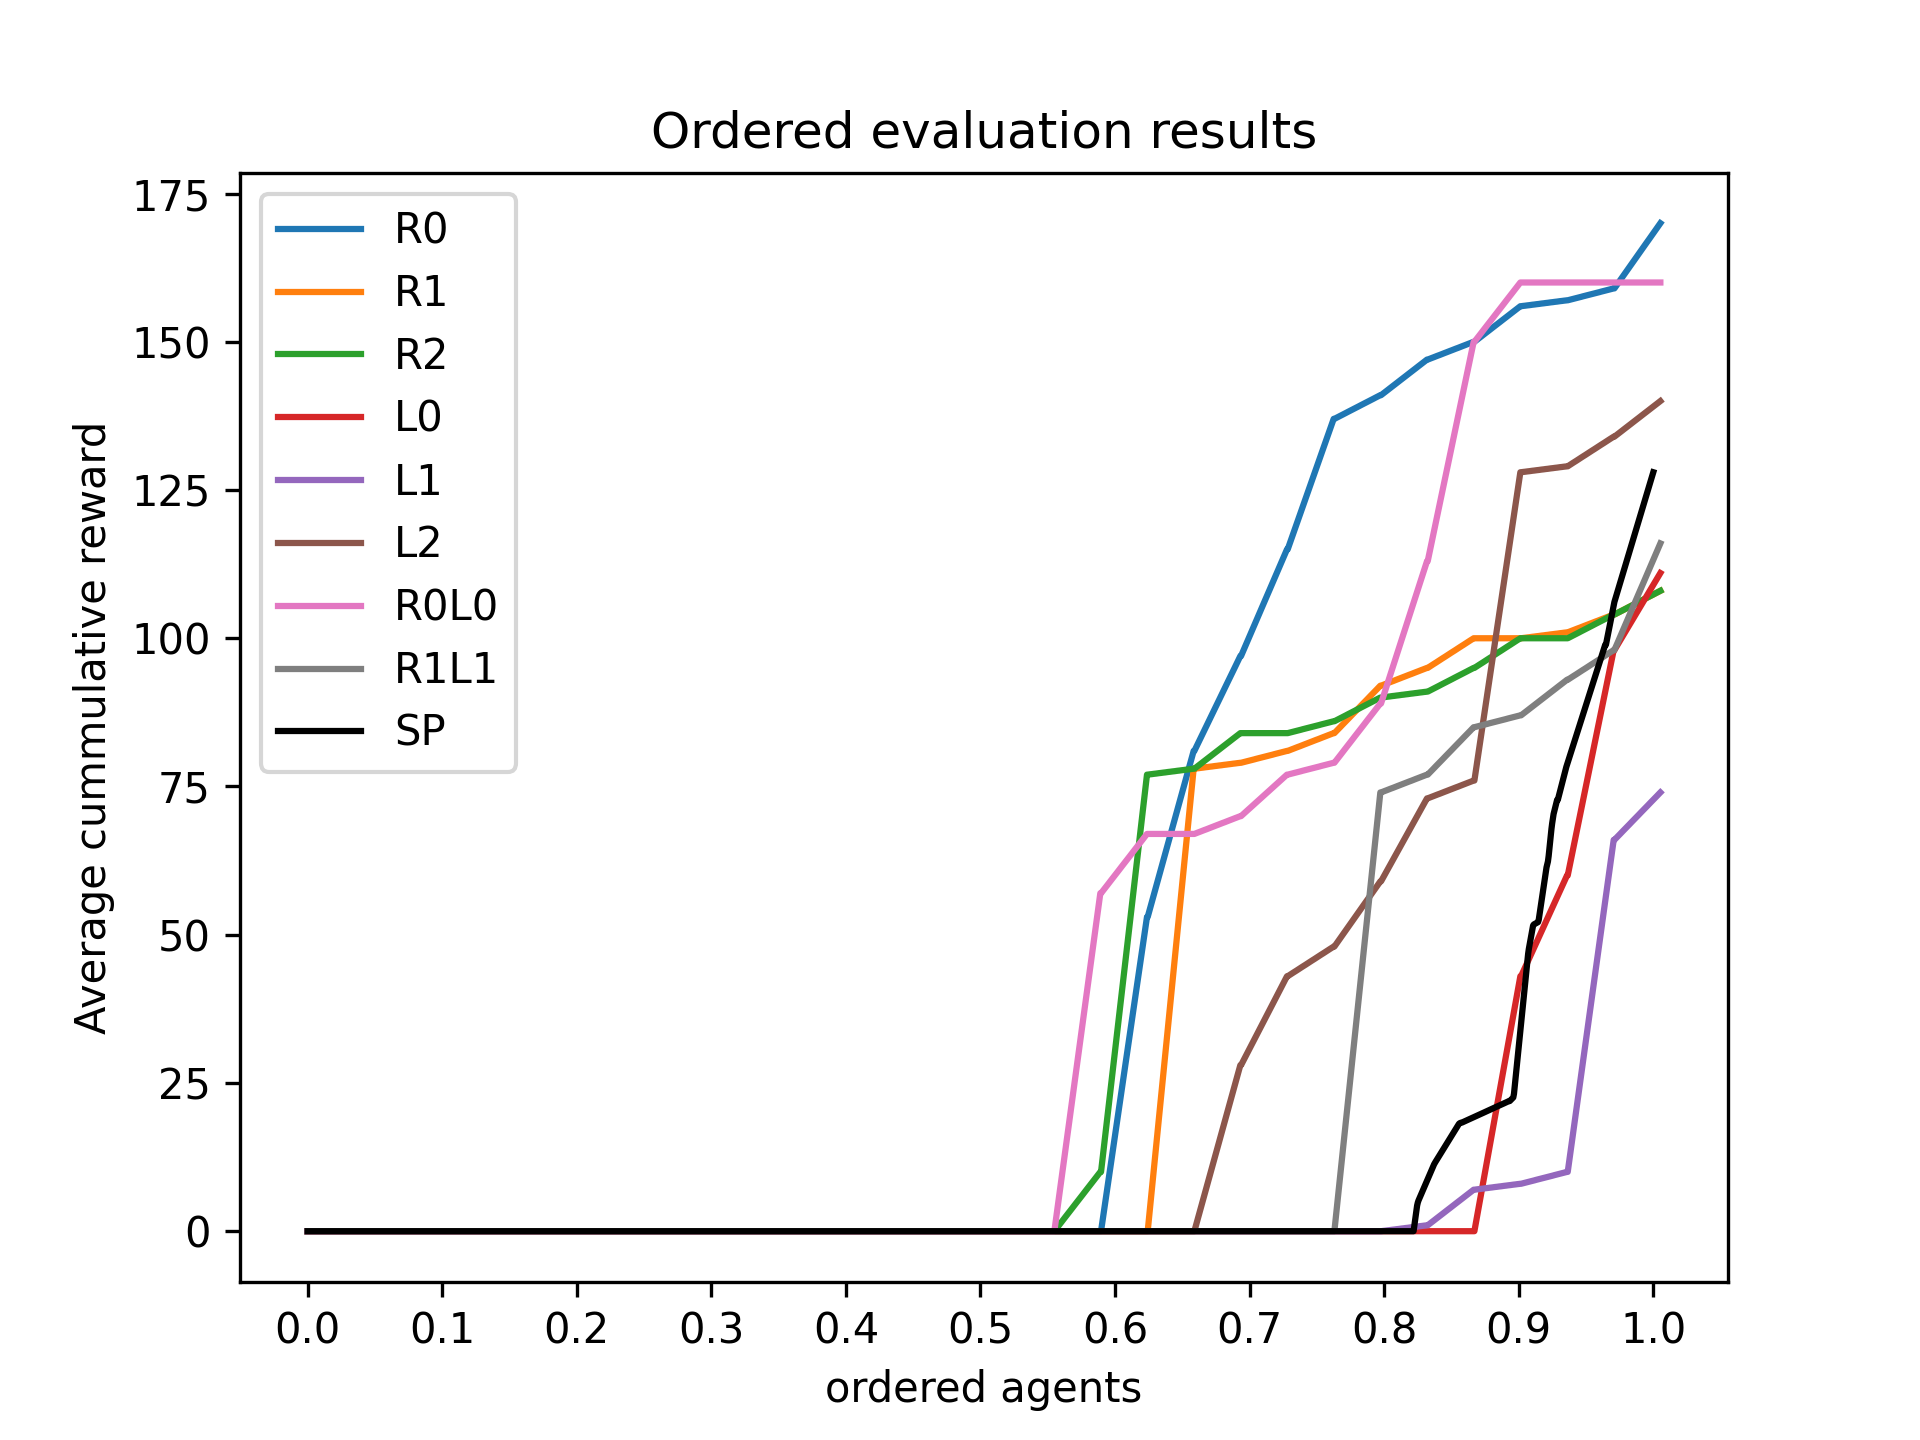 Ordered evaluation results
Average cummulative reward
175
150
125
100
75
50
25
0
R0
R1
R2
L0
L1
L2
R0L0
R1L1
SP
0.0 0.1 0.2 0.3 0.4 0.5 0.6 0.7 0.8 0.9 1.0
ordered agents